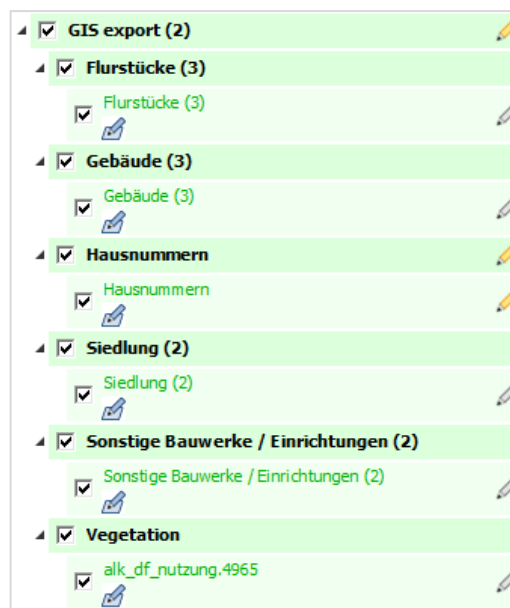 GIS export (2)
Flurstücke (3)
Flurstücke (3)
Gebäude (3)
Gebäude (3)
Hausnummern
Hausnummern
Siedlung (2)
Siedlung (2)
Sonstige Bauwerke / Einrichtungen (2)
Sonstige Bauwerke / Einrichtungen (2)
Vegetation
alk_df_nutzung.4965